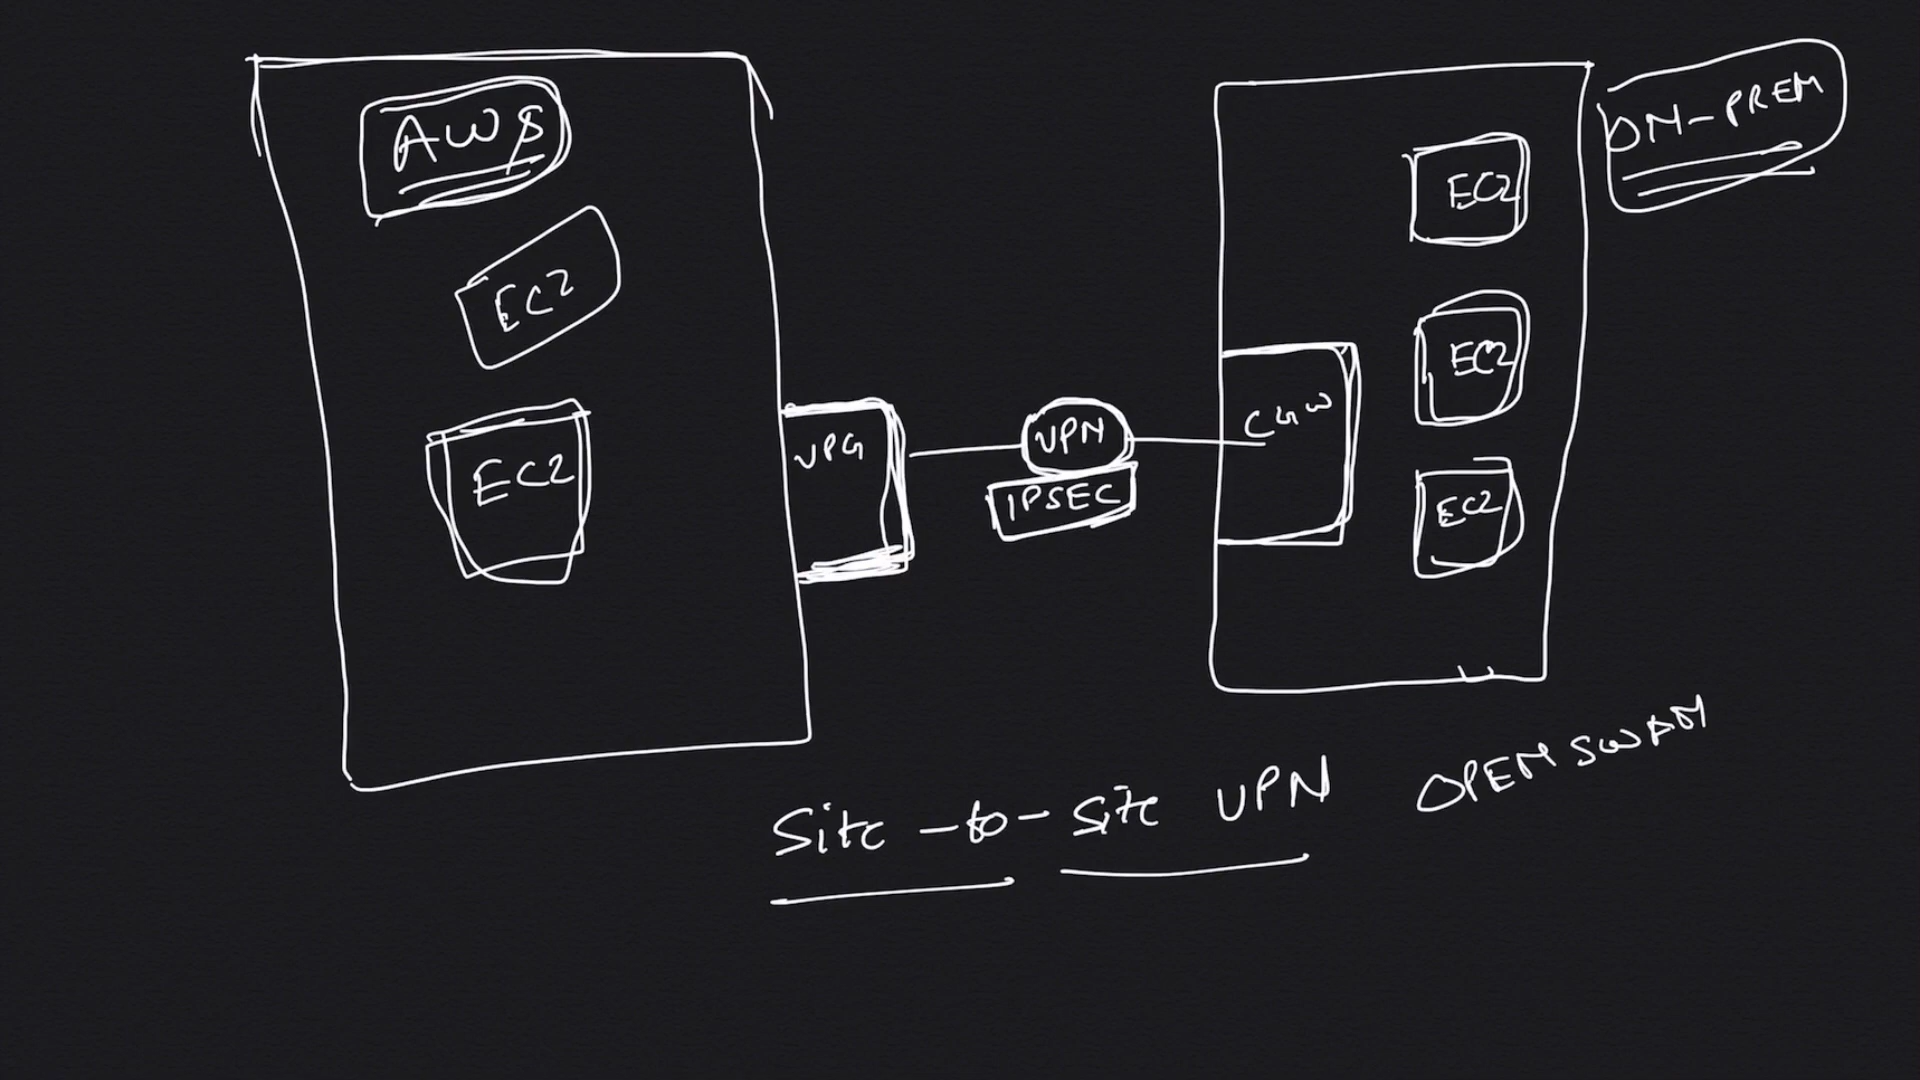 AWS
EC2
EC2
VPG
VPN
IPSEC
CGW
ON-PREM
EC2
EC2
EC2
Site-to-Site VPN
OPENSWAN